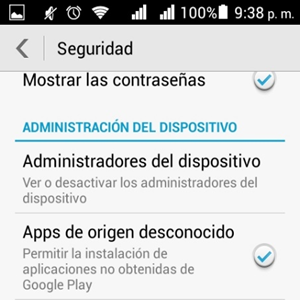 100% 9:38 p. m.
Seguridad
Mostrar las contraseñas
ADMINISTRACIÓN DEL DISPOSITIVO
Administradores del dispositivo
Ver o desactivar los administradores del
dispositivo
Apps de origen desconocido
Permitir la instalación de
aplicaciones no obtenidas de
Google Play